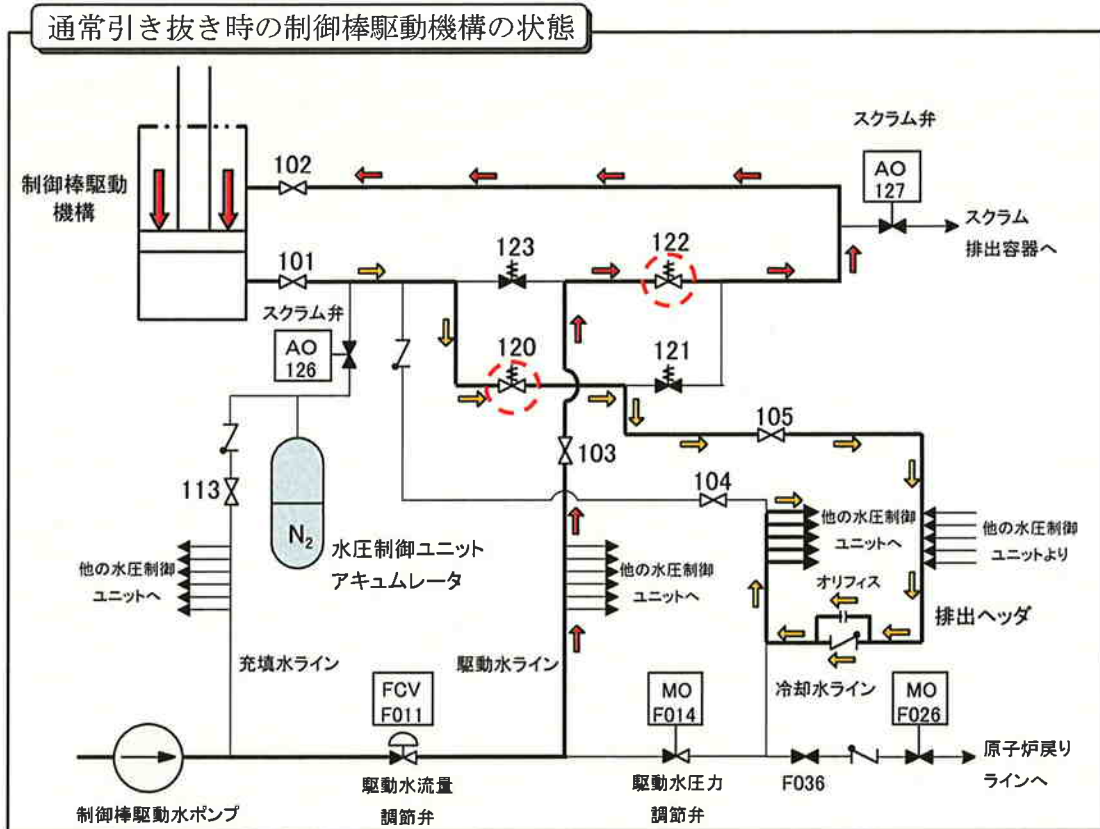 通常引き抜き時の制御棒駆動機構の状態
スクラム弁
AO
127
スクラム
排出容器へ
制御棒駆動
機構
102
101
123
122
スクラム弁
AO
126
120
121
105
103
113
104
N2
水圧制御ユニット
アキュムレータ
他の水圧制御
ユニットへ
他の水圧制御
ユニットへ
他の水圧制御
ユニットへ
他の水圧制御
ユニットより
オリフィス
排出ヘッダ
充填水ライン
駆動水ライン
冷却水ライン
FCV
F011
MO
F014
MO
F026
制御棒駆動水ポンプ
駆動水流量
調節弁
駆動水圧力
調節弁
F036
原子炉戻り
ラインへ